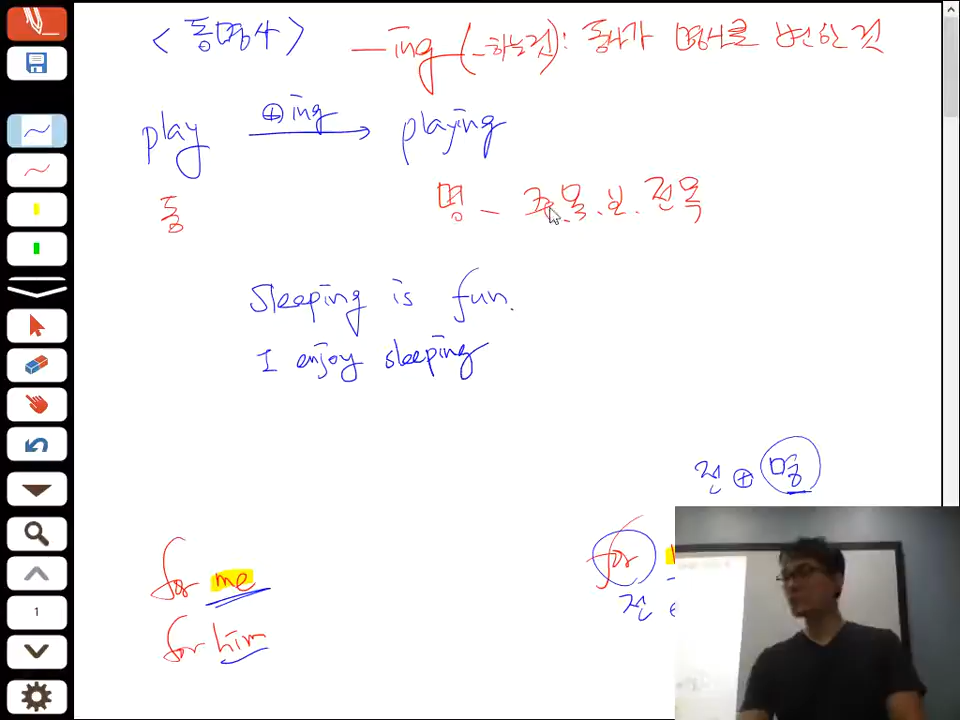 < 동명사 > —ing (_하는것): 동사가 명사로 변한 것
play ⊕ing → playing
동 명 – 주.목.보. 전목
Sleeping is fun.
I enjoy sleeping
전 ⊕ 명
for me for
전
for him
1